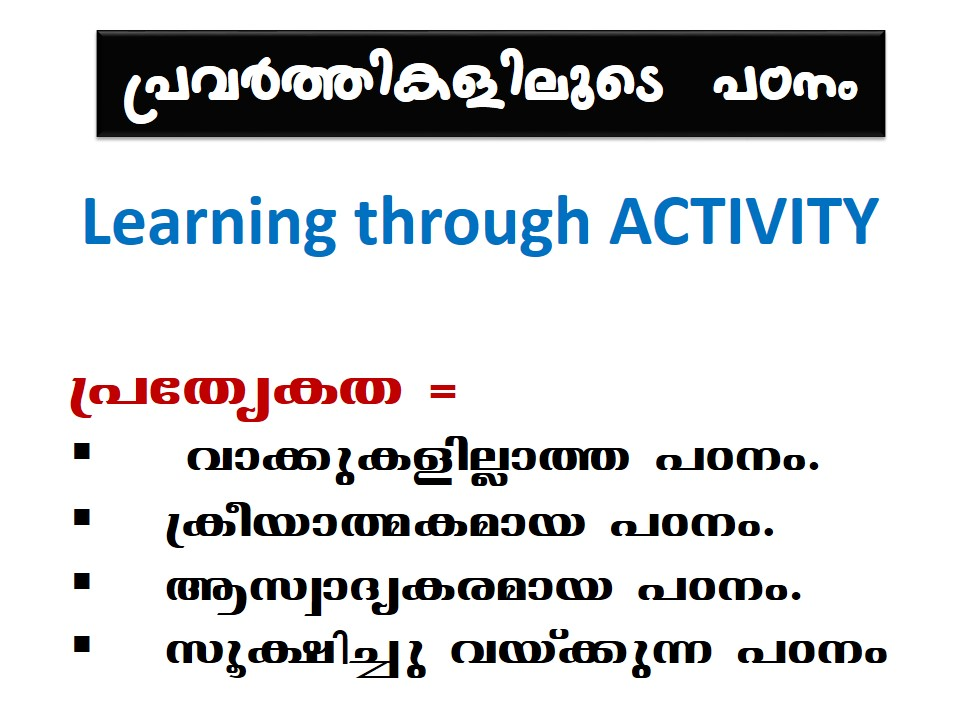 പ്രവർത്തികളിലൂടെ പഠനം
Learning through ACTIVITY
പ്രത്യേകത =
▪ വാക്കുകളില്ലാത്ത പഠനം.
▪ ക്രീയാത്മകമായ പഠനം.
▪ ആസ്വാദ്യകരമായ പഠനം.
▪ സൂക്ഷിച്ചു വയ്ക്കുന്ന പഠനം